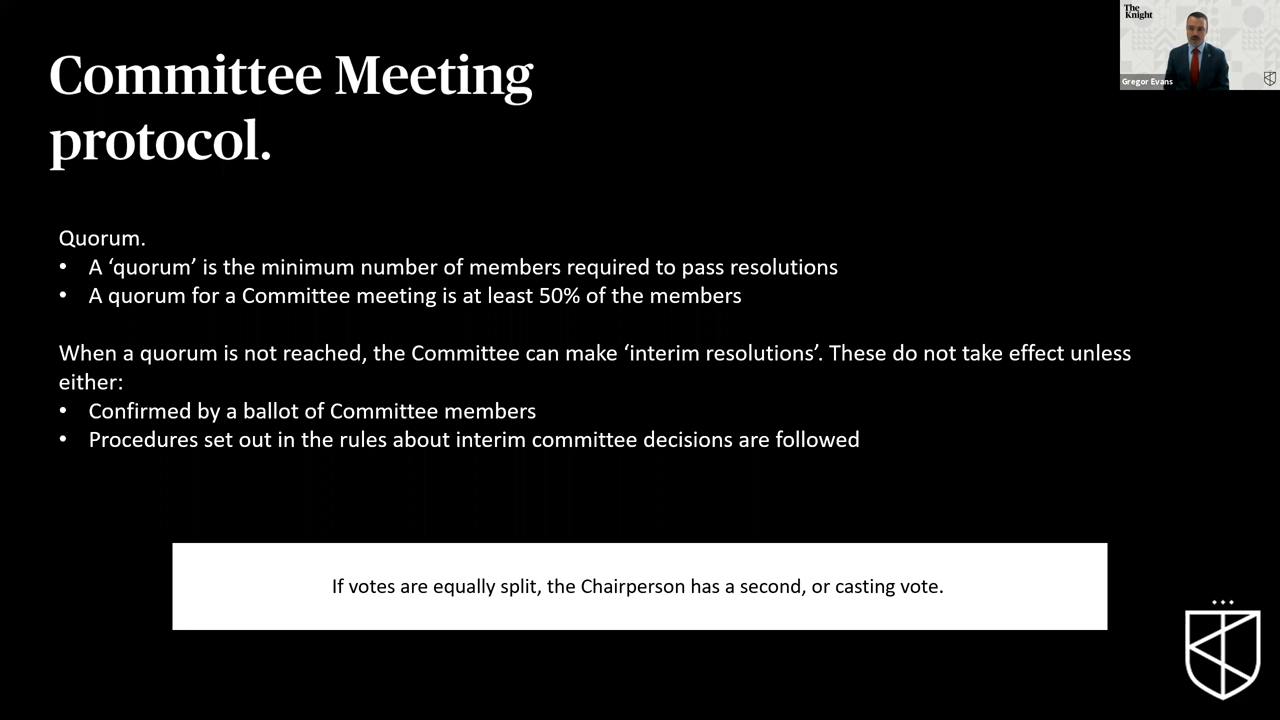 The
Knight
Gregor Evans
Committee Meeting
protocol.
Quorum.
• A ‘quorum’ is the minimum number of members required to pass resolutions
• A quorum for a Committee meeting is at least 50% of the members
When a quorum is not reached, the Committee can make ‘interim resolutions’. These do not take effect unless
either:
• Confirmed by a ballot of Committee members
• Procedures set out in the rules about interim committee decisions are followed
If votes are equally split, the Chairperson has a second, or casting vote.